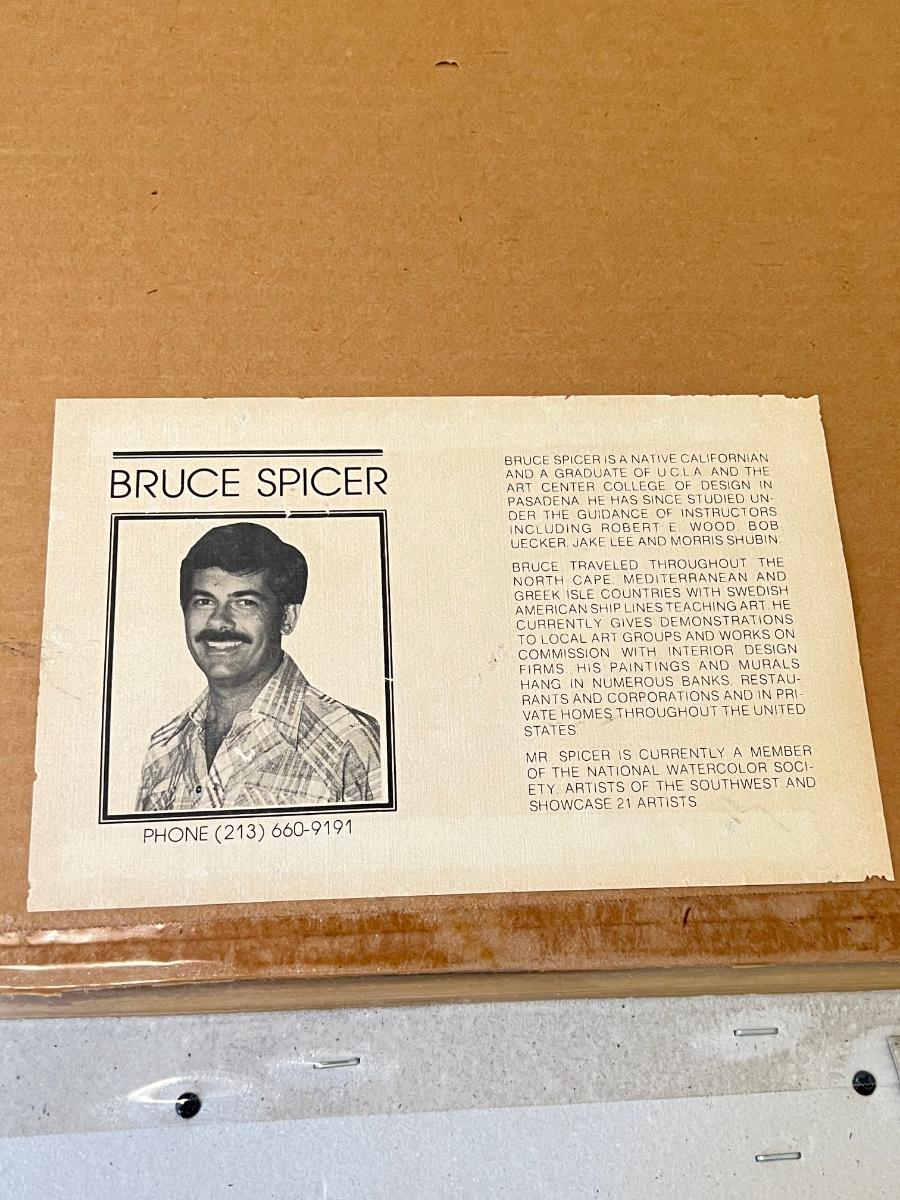 BRUCE SPICER
PHONE (213) 660-9191
BRUCE SPICER IS A NATIVE CALIFORNIAN
AND A GRADUATE OF U.C.L.A. AND THE
ART CENTER COLLEGE OF DESIGN IN
PASADENA. HE HAS SINCE STUDIED UN-
DER THE GUIDANCE OF INSTRUCTORS
INCLUDING ROBERT E. WOOD, BOB
UECKER, JAKE LEE AND MORRIS SHUBIN.
BRUCE TRAVELED THROUGHOUT THE
NORTH CAPE, MEDITERRANEAN AND
GREEK ISLE COUNTRIES WITH SWEDISH
AMERICAN SHIP LINES TEACHING ART. HE
CURRENTLY GIVES DEMONSTRATIONS
TO LOCAL ART GROUPS AND WORKS ON
COMMISSION WITH INTERIOR DESIGN
FIRMS. HIS PAINTINGS AND MURALS
HANG IN NUMEROUS BANKS, RESTAU-
RANTS AND CORPORATIONS AND IN PRI-
VATE HOMES THROUGHOUT THE UNITED
STATES.
MR. SPICER IS CURRENTLY A MEMBER
OF THE NATIONAL WATERCOLOR SOCI-
ETY, ARTISTS OF THE SOUTHWEST AND
SHOWCASE 21 ARTISTS.